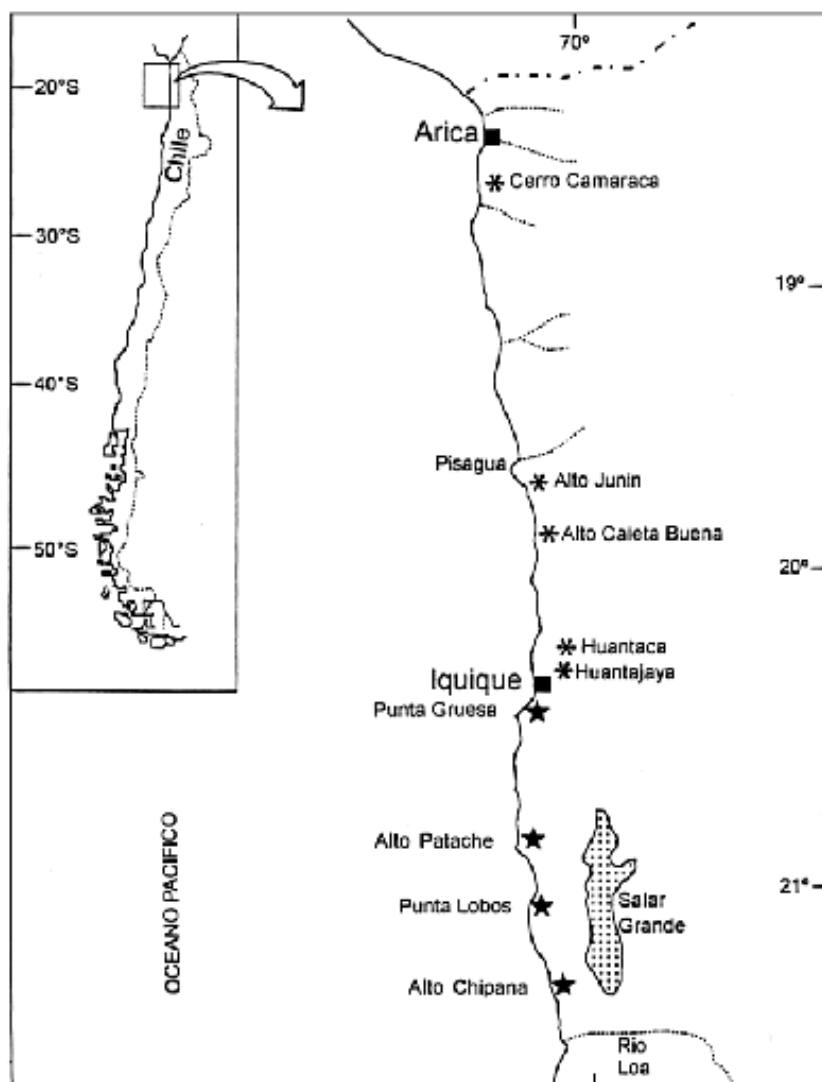 70°
20°S
Chile
30°S
40°S
50°S
OCEANO PACIFICO
Arica
Cerro Camaraca
19°
Pisagua
Alto Junin
Alto Caleta Buena
20°
Huantaca
Huantajaya
Iquique
Punta Gruesa
Alto Patache
21°
Salar
Grande
Punta Lobos
Alto Chipana
Rio
Loa